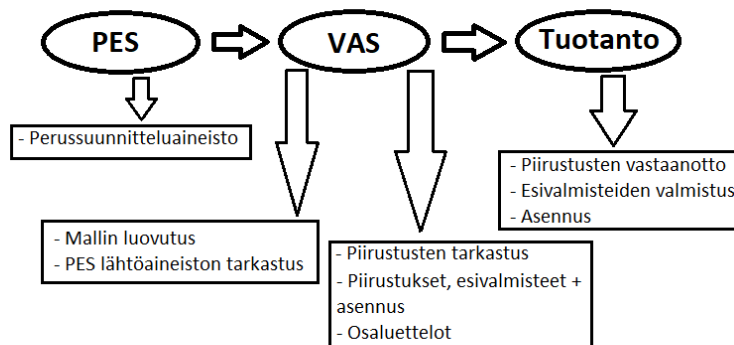 PES
VAS
Tuotanto
- Perussuunnitteluaineisto
- Mallin luovutus
- PES lähtöaineiston tarkastus
- Piirustusten tarkastus
- Piirustukset, esivalmisteet +
asennus
- Osaluettelot
- Piirustusten vastaanotto
- Esivalmisteiden valmistus
- Asennus